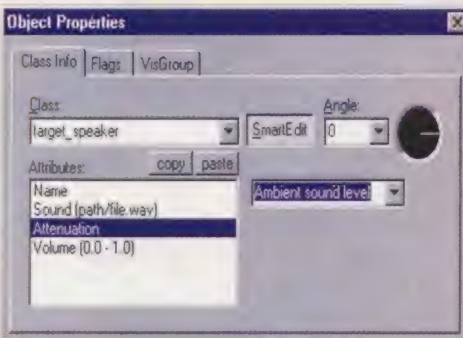 Object Properties
Class Info Flags VisGroup
Class: Angle:
target_speaker SmartEdit 0
Attributes: copy paste
Name
Sound (path/file.wav)
Attenuation
Volume (0.0 - 1.0)
Ambient sound level